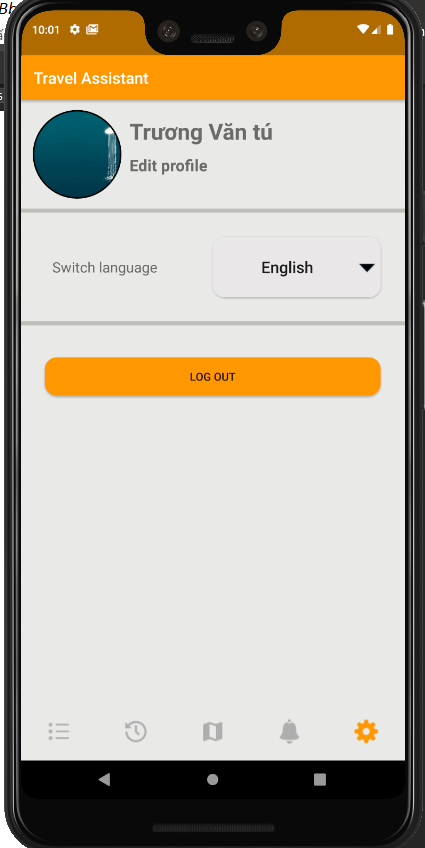 10:01
Travel Assistant
Trương Văn tú
Edit profile
Switch language
English
LOG OUT